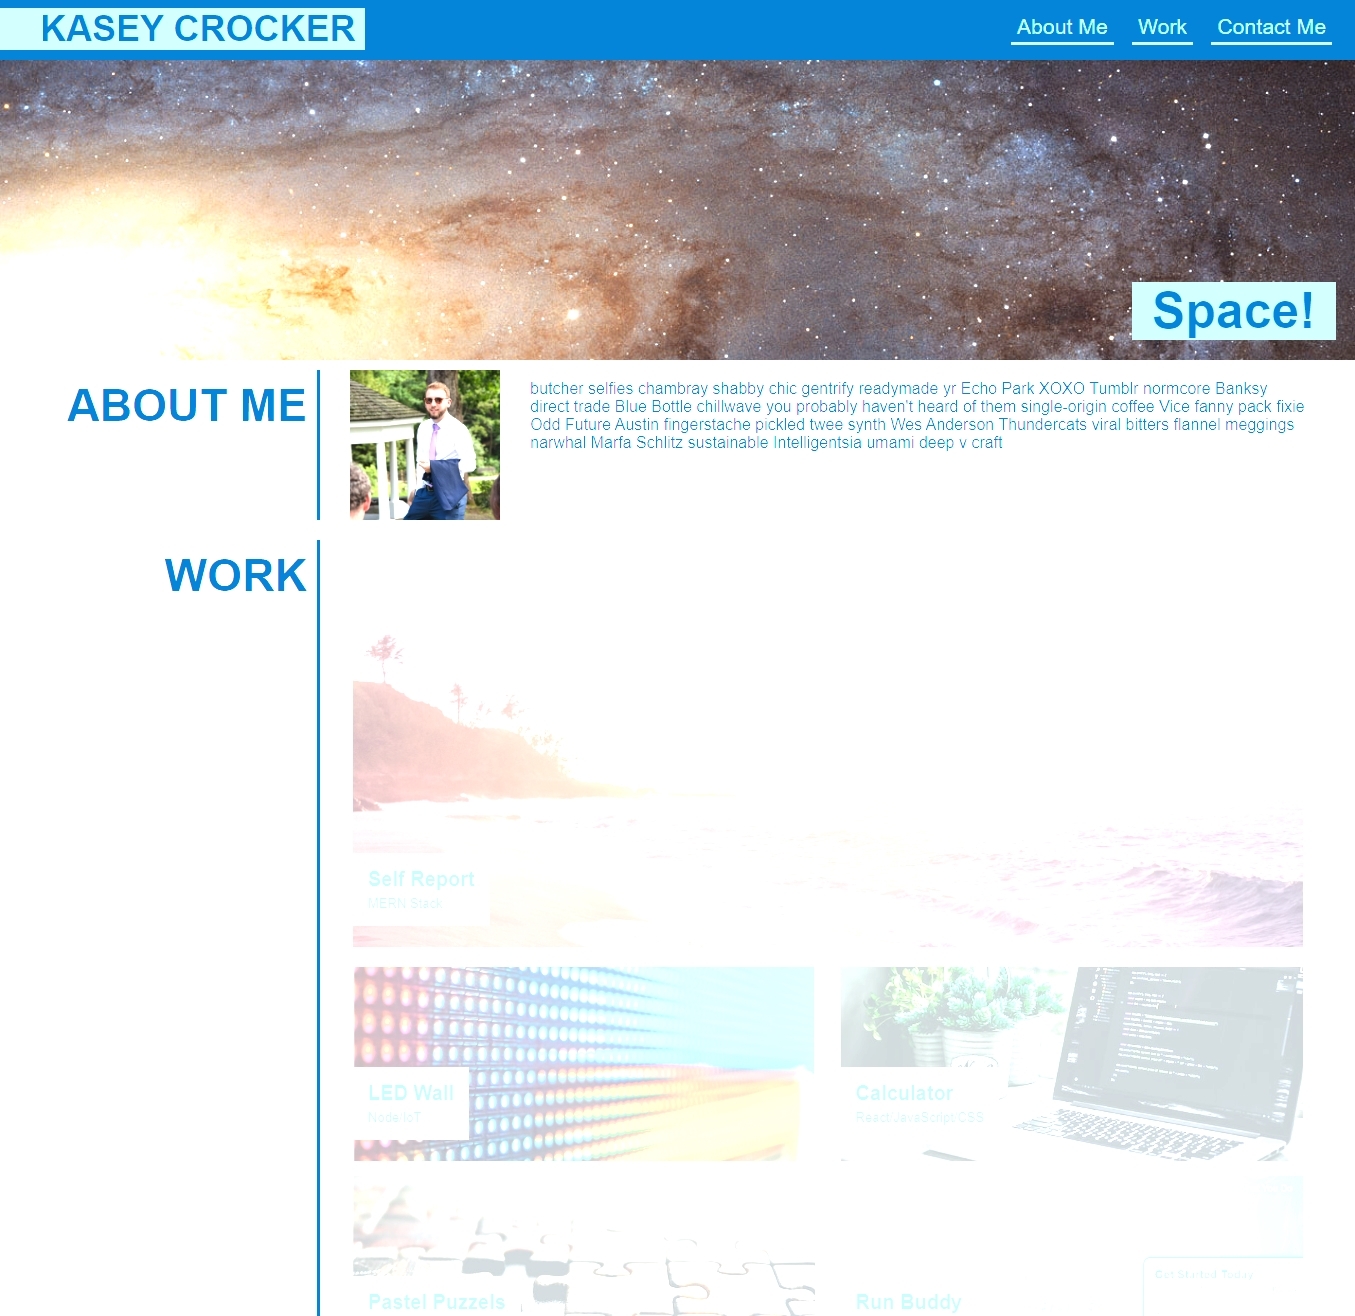 KASEY CROCKER
About Me Work Contact Me
Space!
ABOUT ME
butcher selfies chambray shabby chic gentrify readymade yr Echo Park XOXO Tumblr normcore Banksy
direct trade Blue Bottle chillwave you probably haven't heard of them single-origin coffee Vice fanny pack fixie
Odd Future Austin fingerstache pickled twee synth Wes Anderson Thundercats viral bitters flannel meggings
narwhal Marfa Schlitz sustainable Intelligentsia umami deep v craft
WORK
Self Report
MERN Stack
LED Wall
Node/IoT
Calculator
React/JavaScript/CSS
Get Started Today
Pastel Puzzels
Run Buddy